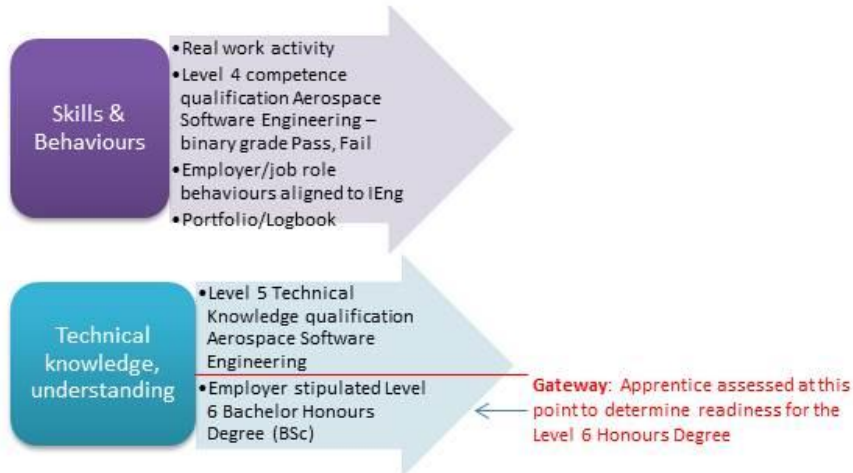 Skills &
Behaviours
•Real work activity
•Level 4 competence
qualification Aerospace
Software Engineering –
binary grade Pass, Fail
•Employer/job role
behaviours aligned to IEng
•Portfolio/Logbook
Technical
knowledge,
understanding
•Level 5 Technical
Knowledge qualification
Aerospace Software
Engineering
•Employer stipulated Level
6 Bachelor Honours
Degree (BSc)
Gateway: Apprentice assessed at this
point to determine readiness for the
Level 6 Honours Degree